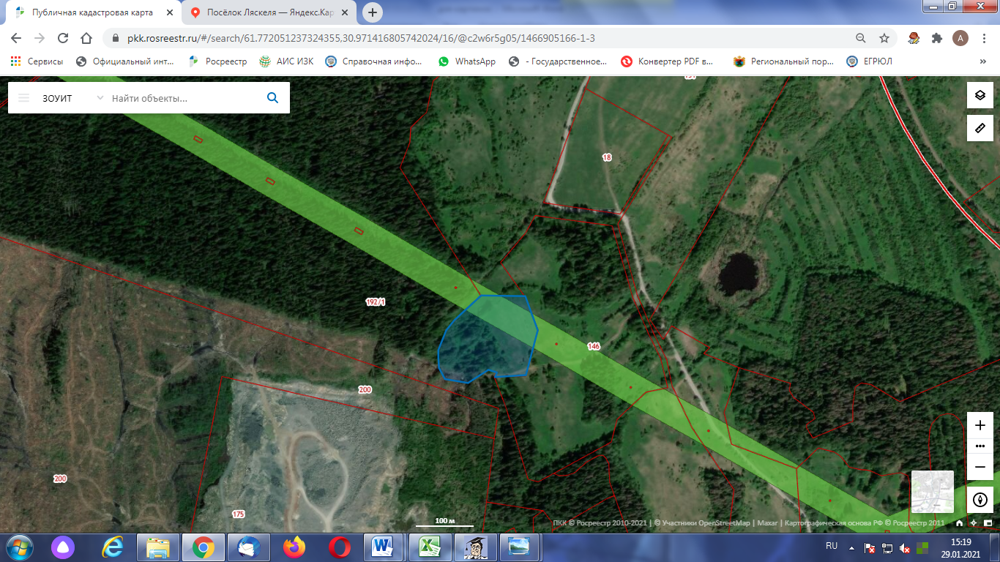 Публичная кадастровая карта
Посёлок Ляскеля — Яндекс.Кар
pkk.rosreestr.ru/#/search/61.772051237324355,30.971416805742024/16/@c2w6r5g05/1466905166-1-3
A
Сервисы
Официальный инт...
Росреестр
АИС ИЗК
Справочная инфо...
WhatsApp
- Государственное...
Конвертер PDF в...
Региональный пор...
ЕГРЮЛ
»
ЗОУИТ
Найти объекты...
18
192/1
146
200
200
175
100 м
ПКК © Росреестр 2010-2021 | © Участники OpenStreetMap | Maxar | Картографическая основа РФ © Росреестр 2011
RU
15:19
29.01.2021